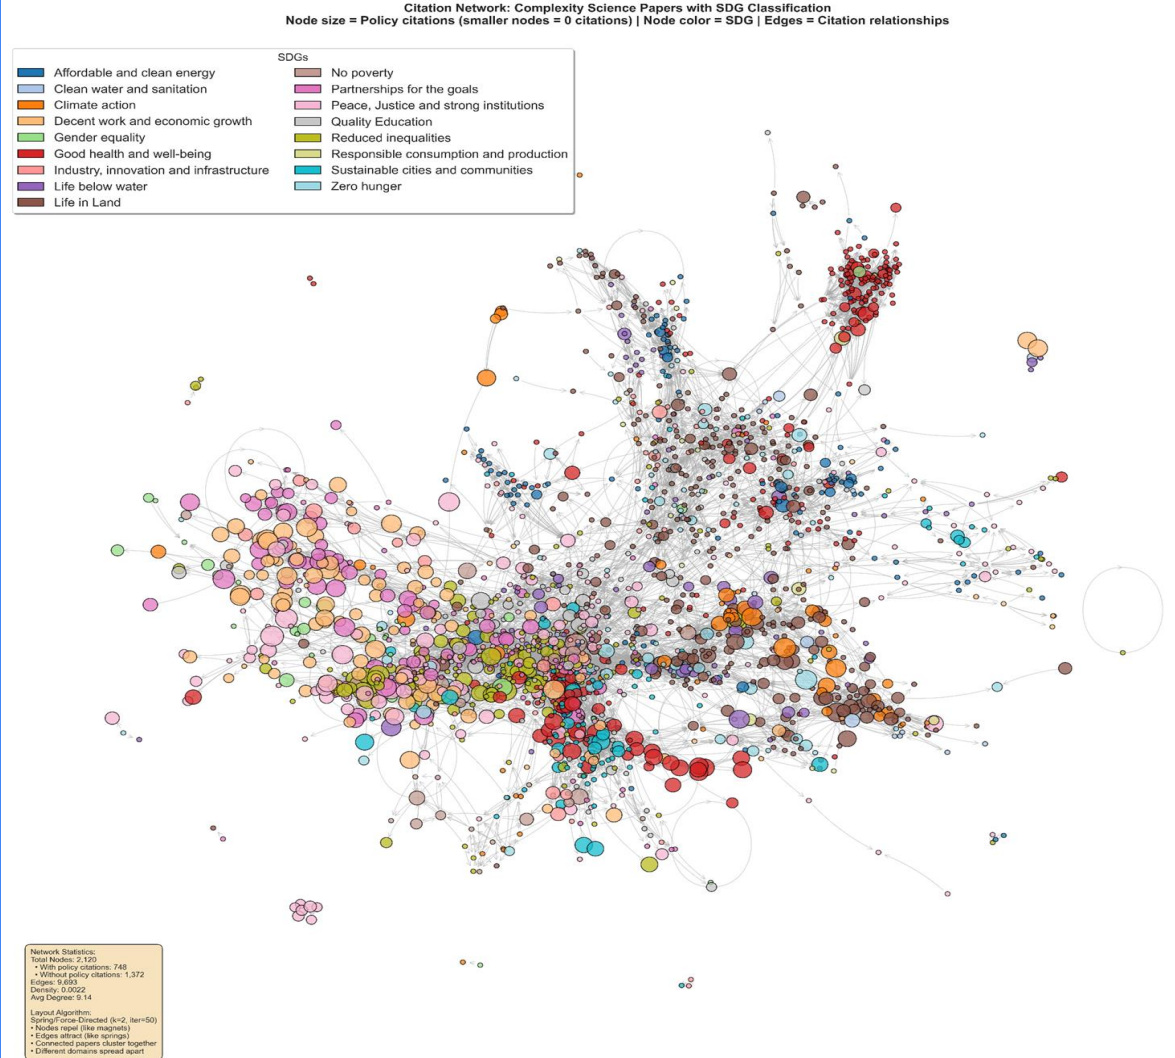 Citation Network: Complexity Science Papers with SDG Classification
Node size = Policy citations (smaller nodes = 0 citations) | Node color = SDG | Edges = Citation relationships
SDGs
Affordable and clean energy
Clean water and sanitation
Climate action
Decent work and economic growth
Gender equality
Good health and well-being
Industry, innovation and infrastructure
Life below water
Life in Land
No poverty
Partnerships for the goals
Peace, Justice and strong institutions
Quality Education
Reduced inequalities
Responsible consumption and production
Sustainable cities and communities
Zero hunger
Network Statistics:
Total Nodes: 2,120
• With policy citations: 748
• Without policy citations: 1,372
Edges: 9,693
Density: 0.0022
Avg Degree: 9.14
Layout Algorithm:
Spring/Force-Directed (k=2, iter=50)
• Nodes repel (like magnets)
• Edges attract (like springs)
• Connected papers cluster together
• Different domains spread apart